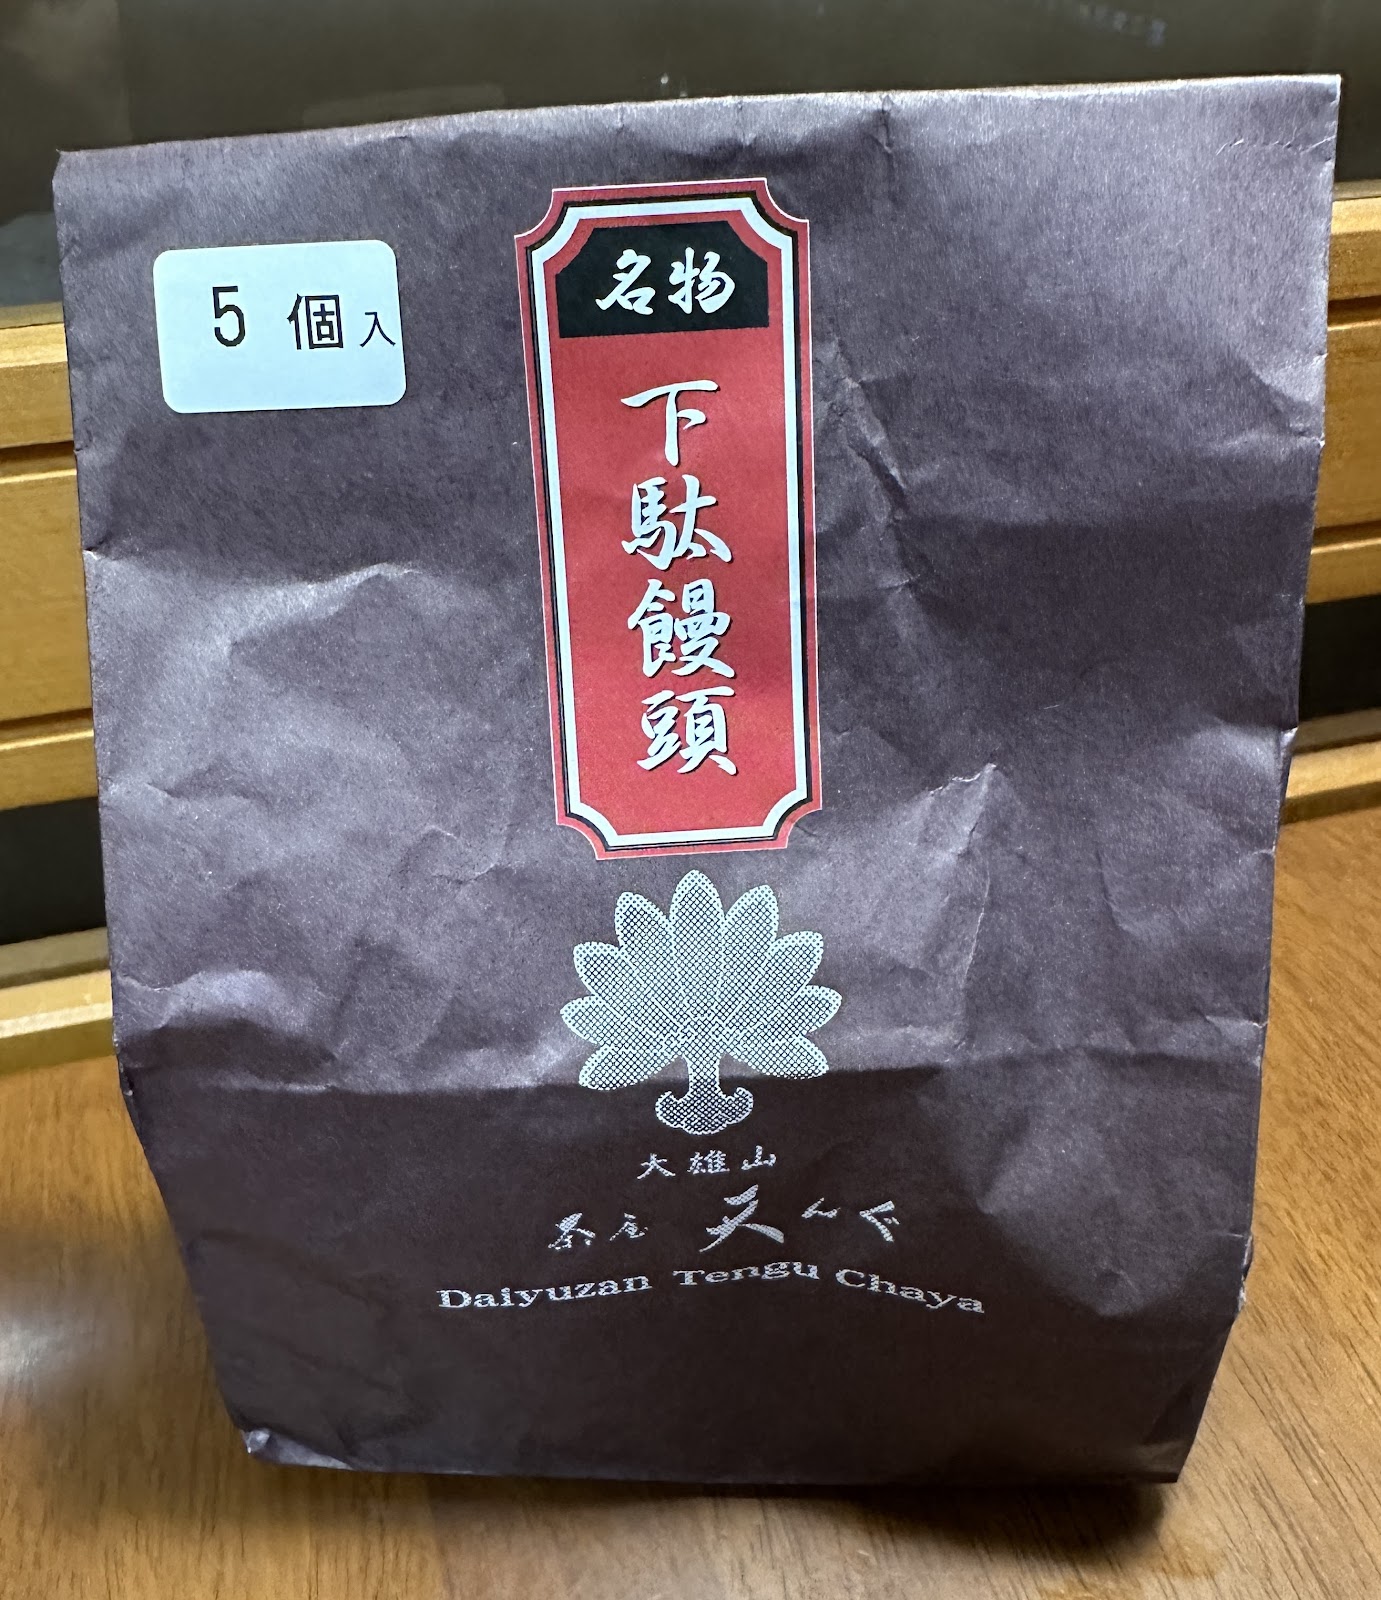 5 個入
名物
下駄饅頭
大雄山
茶屋 天んぐ
Daiyuzan Tengu Chaya